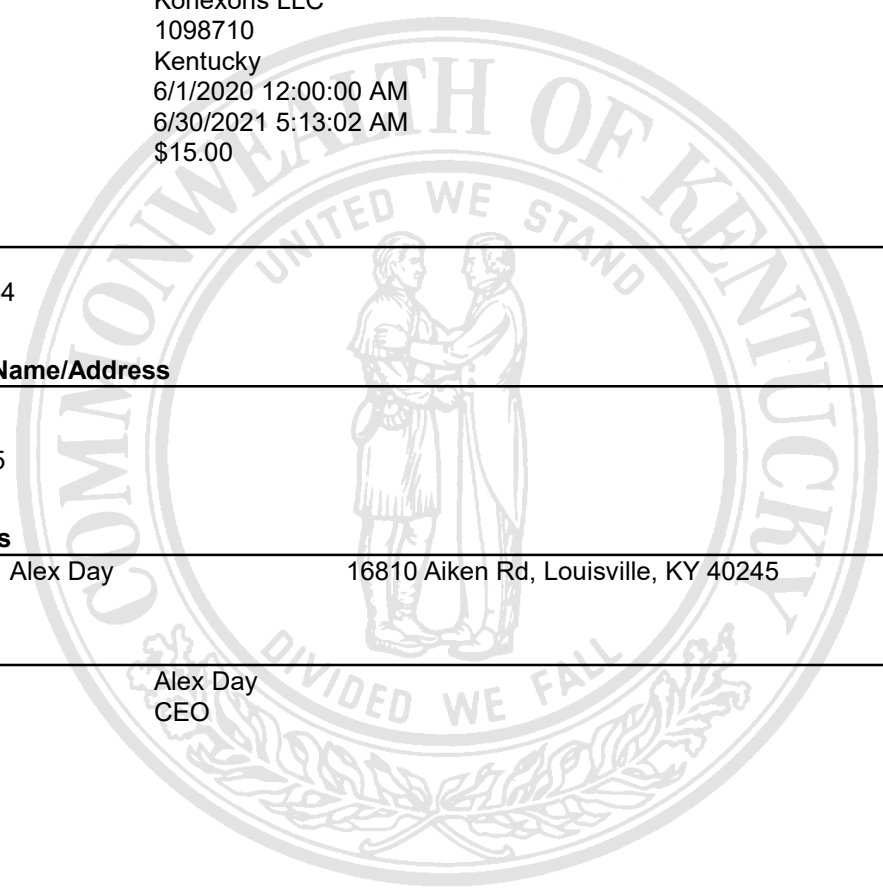 Konexons LLC
1098710
Kentucky
6/1/2020 12:00:00 AM
6/30/2021 5:13:02 AM
$15.00
4
Name/Address
5
s
Alex Day 16810 Aiken Rd, Louisville, KY 40245
Alex Day
CEO
COMMONWEALTH OF KENTUCKY
UNITED WE STAND
DIVIDED WE FALL